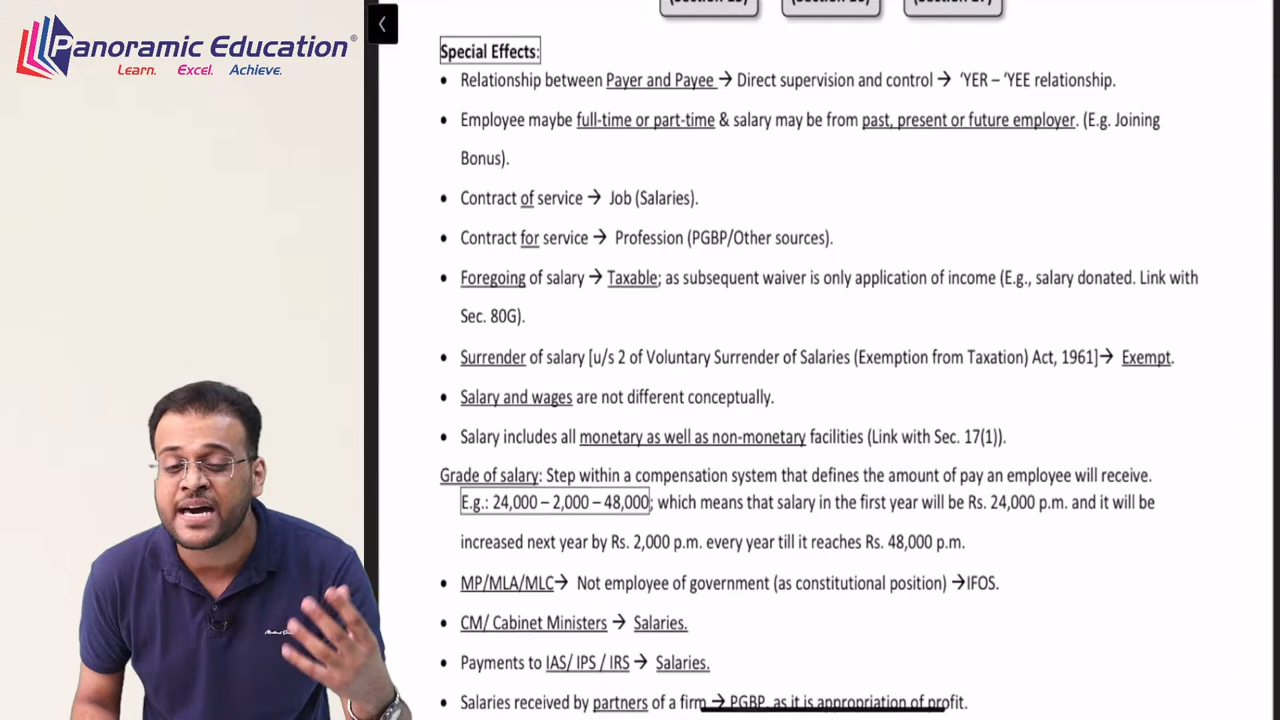 Panoramic Education®
Learn. Excel. Achieve.
Special Effects:
• Relationship between Payer and Payee → Direct supervision and control → ‘YER – ‘YEE relationship.
• Employee maybe full-time or part-time & salary may be from past, present or future employer. (E.g. Joining
Bonus).
• Contract of service → Job (Salaries).
• Contract for service → Profession (PGBP/Other sources).
• Foregoing of salary → Taxable; as subsequent waiver is only application of income (E.g., salary donated. Link with
Sec. 80G).
• Surrender of salary [u/s 2 of Voluntary Surrender of Salaries (Exemption from Taxation) Act, 1961]→ Exempt.
• Salary and wages are not different conceptually.
• Salary includes all monetary as well as non-monetary facilities (Link with Sec. 17(1)).
Grade of salary: Step within a compensation system that defines the amount of pay an employee will receive.
E.g.: 24,000 – 2,000 – 48,000; which means that salary in the first year will be Rs. 24,000 p.m. and it will be
increased next year by Rs. 2,000 p.m. every year till it reaches Rs. 48,000 p.m.
• MP/MLA/MLC→ Not employee of government (as constitutional position) →IFOS.
• CM/ Cabinet Ministers → Salaries.
• Payments to IAS/ IPS / IRS → Salaries.
• Salaries received by partners of a firm → PGBP, as it is appropriation of profit.